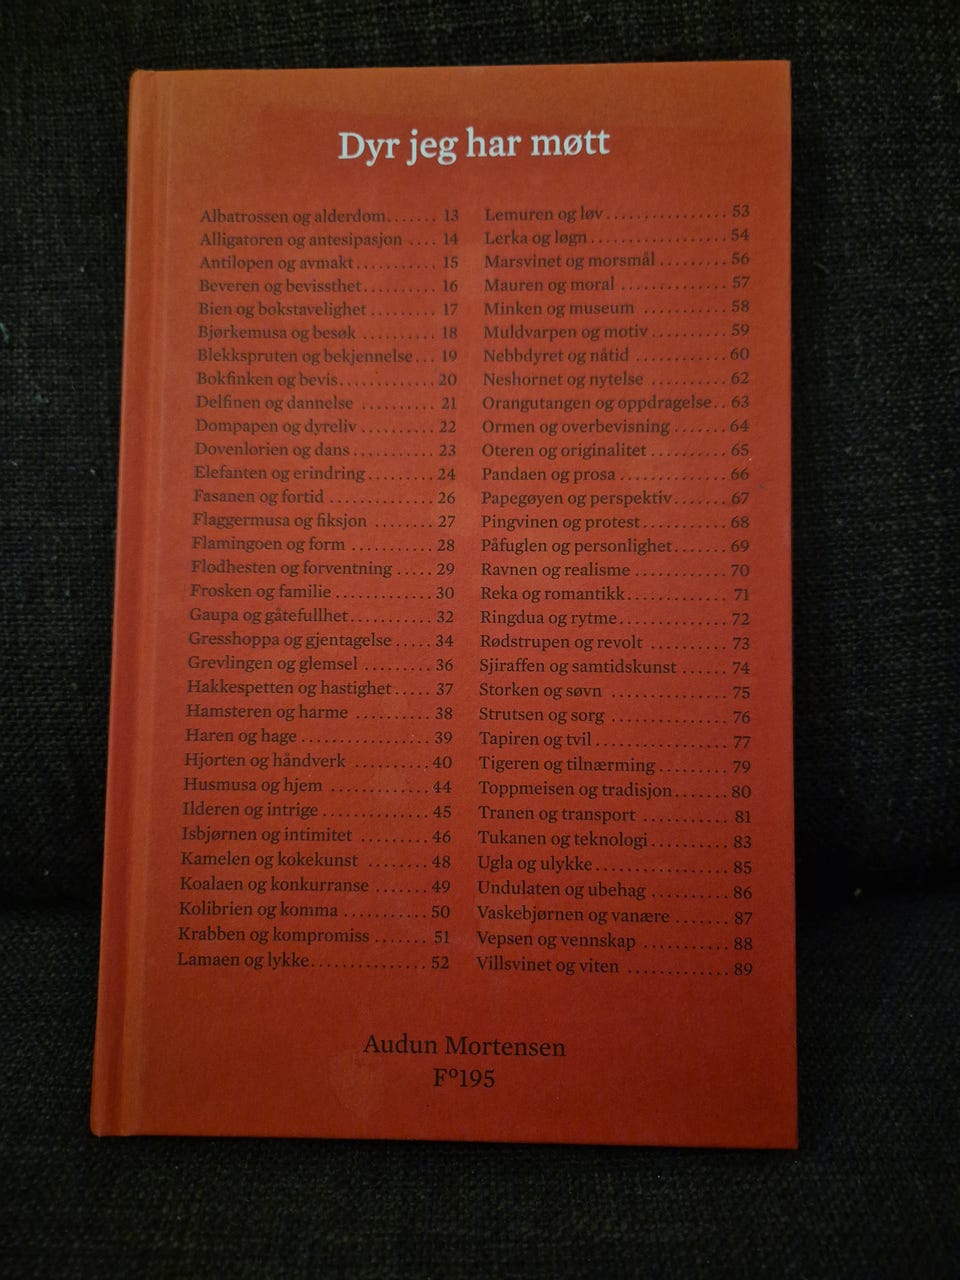 Dyr jeg har møtt
Albatrossen og alderdom....... 13
Alligatoren og antesipasjon .... 14
Antilopen og avmakt........... 15
Beveren og bevissthet.......... 16
Bien og bokstavelighet ......... 17
Bjørkemusa og besøk .......... 18
Blekkspruten og bekjennelse... 19
Bokfinken og bevis............. 20
Delfinen og dannelse .......... 21
Dompapen og dyreliv .......... 22
Dovenlorien og dans ........... 23
Elefanten og erindring......... 24
Fasanen og fortid .............. 26
Flaggermusa og fiksjon ........ 27
Flamingoen og form ........... 28
Flodhesten og forventning ..... 29
Frosken og familie ............. 30
Gaupa og gåtefullhet........... 32
Gresshoppa og gjentagelse ..... 34
Grevlingen og glemsel ......... 36
Hakkespetten og hastighet..... 37
Hamsteren og harme .......... 38
Haren og hage ................. 39
Hjorten og håndverk .......... 40
Husmusa og hjem ............. 44
Ilderen og intrige .............. 45
Isbjørnen og intimitet ......... 46
Kamelen og kokekunst ........ 48
Koalaen og konkurranse ....... 49
Kolibrien og komma ........... 50
Krabben og kompromiss ....... 51
Lamaen og lykke............... 52
Lemuren og løv ................ 53
Lerka og løgn .................. 54
Marsvinet og morsmål ......... 56
Mauren og moral .............. 57
Minken og museum ........... 58
Muldvarpen og motiv .......... 59
Nebbdyret og nåtid ............ 60
Neshornet og nytelse .......... 62
Orangutangen og oppdragelse.. 63
Ormen og overbevisning ....... 64
Oteren og originalitet .......... 65
Pandaen og prosa .............. 66
Papegøyen og perspektiv....... 67
Pingvinen og protest........... 68
Påfuglen og personlighet....... 69
Ravnen og realisme ............ 70
Reka og romantikk............. 71
Ringdua og rytme.............. 72
Rødstrupen og revolt .......... 73
Sjiraffen og samtidskunst ...... 74
Storken og søvn ............... 75
Strutsen og sorg ............... 76
Tapiren og tvil ................. 77
Tigeren og tilnærming ......... 79
Toppmeisen og tradisjon....... 80
Tranen og transport ........... 81
Tukanen og teknologi .......... 83
Ugla og ulykke................. 85
Undulaten og ubehag .......... 86
Vaskebjørnen og vanære ....... 87
Vepsen og vennskap ........... 88
Villsvinet og viten ............. 89
Audun Mortensen
Fº195